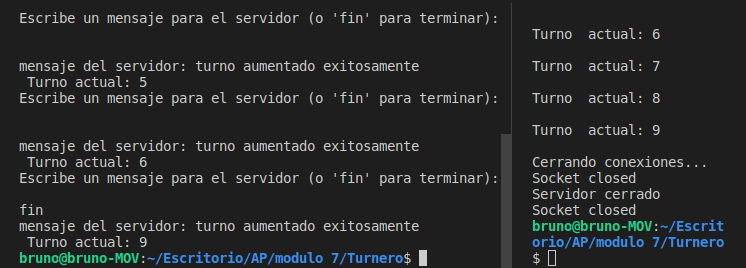 Escribe un mensaje para el servidor (o 'fin' para terminar):
mensaje del servidor: turno aumentado exitosamente
Turno actual: 5
Escribe un mensaje para el servidor (o 'fin' para terminar):
mensaje del servidor: turno aumentado exitosamente
Turno actual: 6
Escribe un mensaje para el servidor (o 'fin' para terminar):
fin
mensaje del servidor: turno aumentado exitosamente
Turno actual: 9
bruno@bruno-MOV:~/Escritorio/AP/modulo 7/Turnero$
Turno  actual: 6
Turno  actual: 7
Turno  actual: 8
Turno  actual: 9
Cerrando conexiones...
Socket closed
Servidor cerrado
Socket closed
bruno@bruno-MOV:~/Escrit
orio/AP/modulo 7/Turnero
$